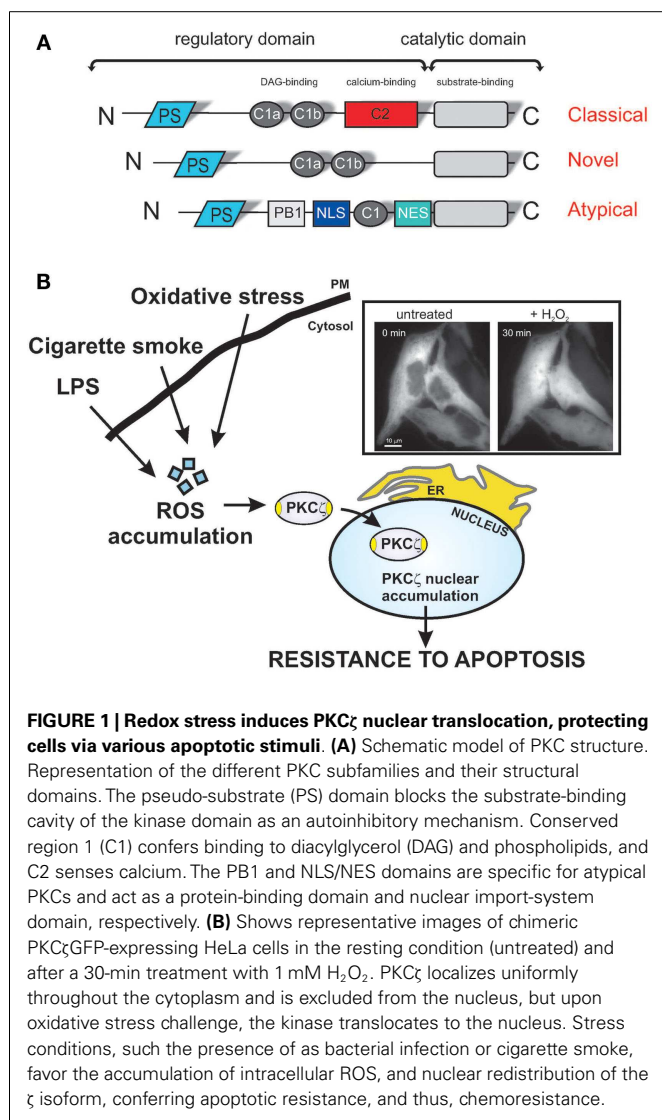 A
regulatory domain
catalytic domain
DAG-binding
calcium-binding
substrate-binding
N PS C1a C1b C2 C Classical
N PS C1a C1b C Novel
N PS PB1 NLS C1 NES C Atypical
B
PM
Oxidative stress
Cytosol
Cigarette smoke
LPS
untreated
+ H₂O₂
0 min
30 min
10 µm
ROS
accumulation
PKCζ
ER
NUCLEUS
PKCζ
PKCζ nuclear
accumulation
RESISTANCE TO APOPTOSIS
FIGURE 1 | Redox stress induces PKCζ nuclear translocation, protecting
cells via various apoptotic stimuli. (A) Schematic model of PKC structure.
Representation of the different PKC subfamilies and their structural
domains. The pseudo-substrate (PS) domain blocks the substrate-binding
cavity of the kinase domain as an autoinhibitory mechanism. Conserved
region 1 (C1) confers binding to diacylglycerol (DAG) and phospholipids, and
C2 senses calcium. The PB1 and NLS/NES domains are specific for atypical
PKCs and act as a protein-binding domain and nuclear import-system
domain, respectively. (B) Shows representative images of chimeric
PKCζGFP-expressing HeLa cells in the resting condition (untreated) and
after a 30-min treatment with 1 mM H₂O₂. PKCζ localizes uniformly
throughout the cytoplasm and is excluded from the nucleus, but upon
oxidative stress challenge, the kinase translocates to the nucleus. Stress
conditions, such the presence of as bacterial infection or cigarette smoke,
favor the accumulation of intracellular ROS, and nuclear redistribution of the
ζ isoform, conferring apoptotic resistance, and thus, chemoresistance.